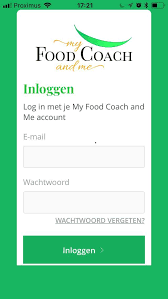 Proximus
17:21
my
FOOD COACH
and me
Inloggen
Log in met je My Food Coach and
Me account
E-mail
Wachtwoord
WACHTWOORD VERGETEN?
Inloggen